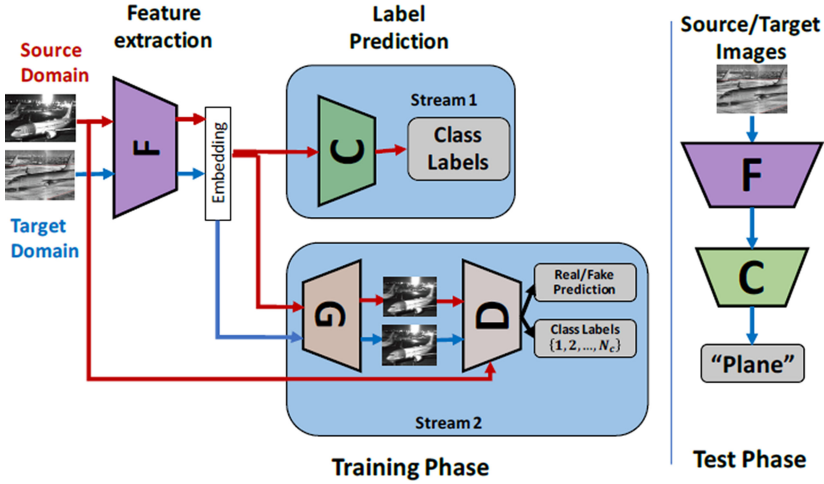 Feature
extraction
Label
Prediction
Source/Target
Images
Source
Domain
Target
Domain
F
Embedding
Stream 1
C
Class
Labels
G
D
Real/Fake
Prediction
Class Labels
{1, 2, ..., N_c}
Stream 2
Training Phase
F
C
“Plane”
Test Phase